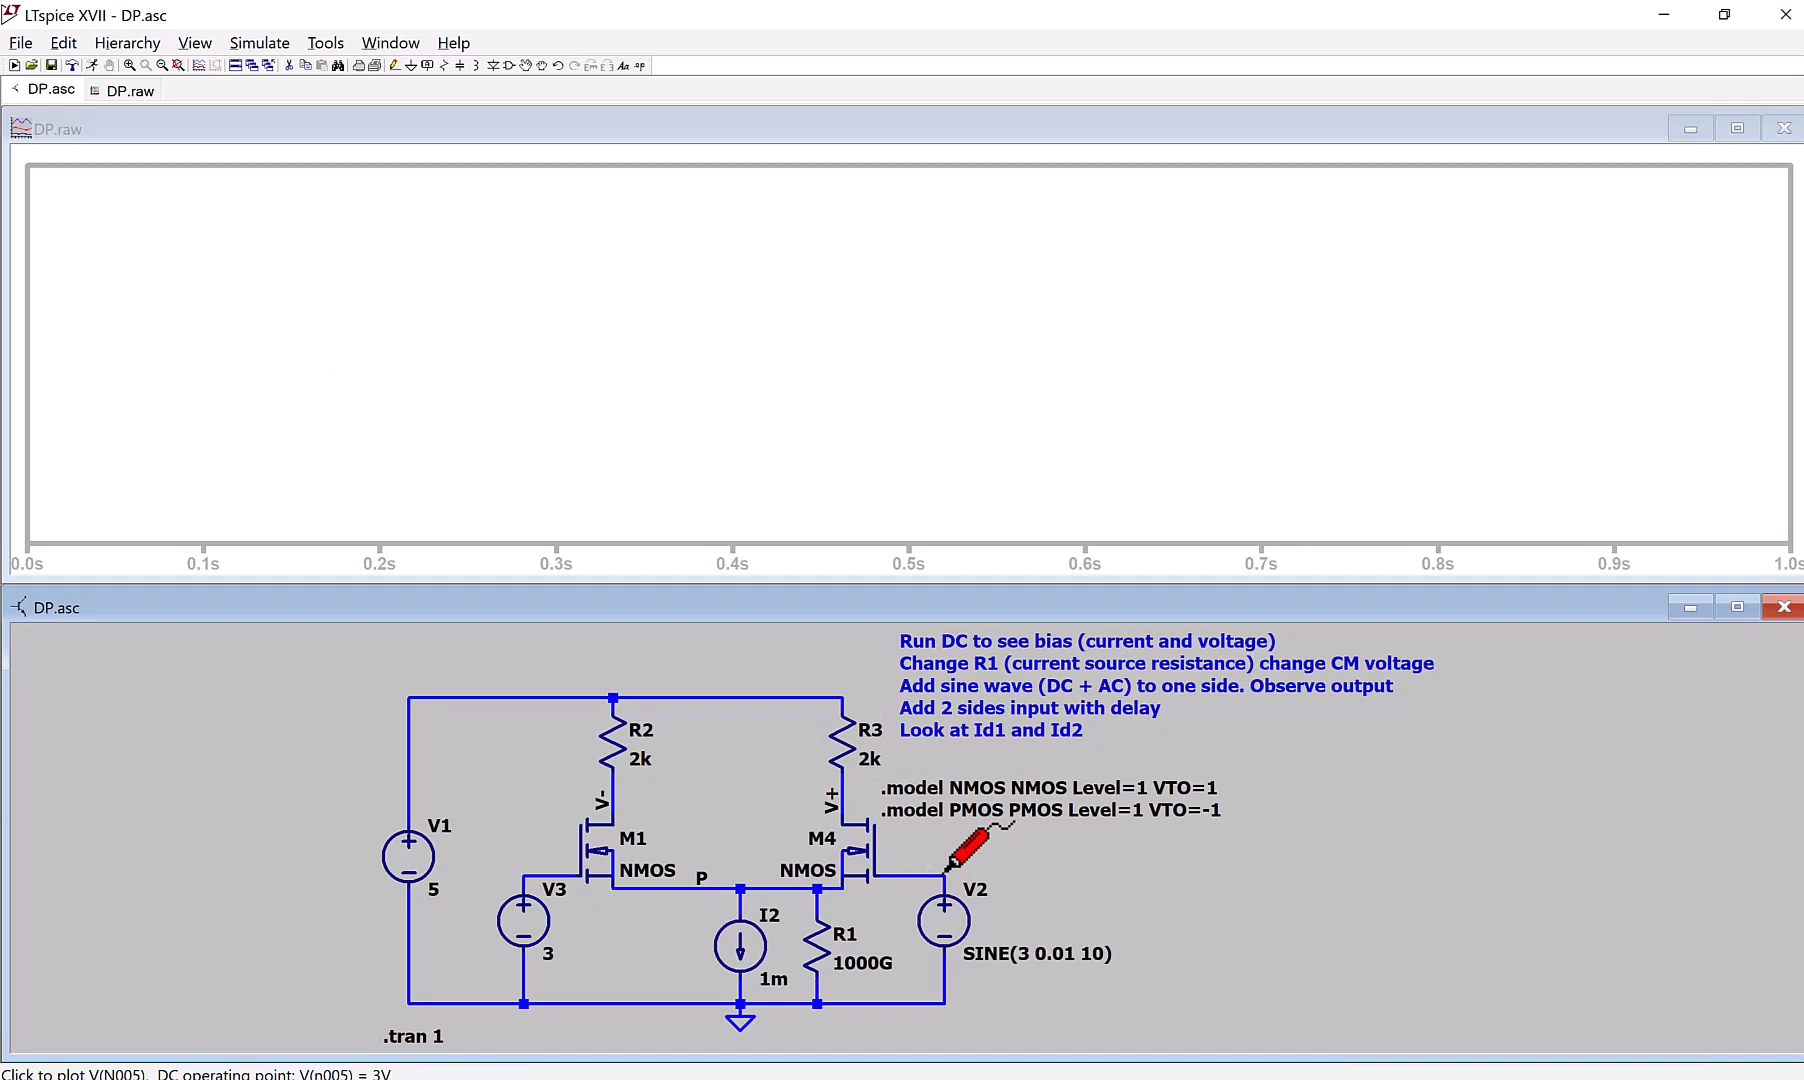 LTspice XVII - DP.asc
File Edit Hierarchy View Simulate Tools Window Help
DP.asc DP.raw
DP.raw
0.0s 0.1s 0.2s 0.3s 0.4s 0.5s 0.6s 0.7s 0.8s 0.9s 1.0s
DP.asc
Run DC to see bias (current and voltage)
Change R1 (current source resistance) change CM voltage
Add sine wave (DC + AC) to one side. Observe output
Add 2 sides input with delay
Look at Id1 and Id2
R2
2k
R3
2k
.model NMOS NMOS Level=1 VTO=1
.model PMOS PMOS Level=1 VTO=-1
V-
V+
V1
5
M1
NMOS
M4
NMOS
P
V3
3
I2
1m
R1
1000G
V2
SINE(3 0.01 10)
.tran 1
Click to plot V(N005). DC operating point: V(n005) = 3V